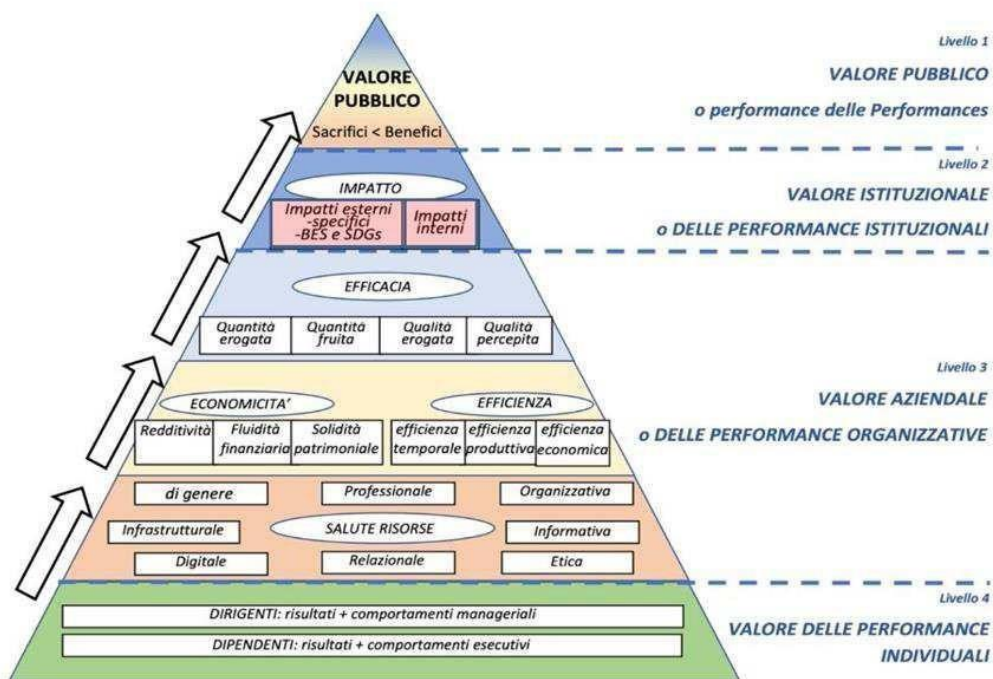 Livello 1
VALORE PUBBLICO
o performance delle Performances
VALORE
PUBBLICO
Sacrifici < Benefici
Livello 2
VALORE ISTITUZIONALE
o DELLE PERFORMANCE ISTITUZIONALI
IMPATTO
Impatti esterni
-specifici
-BES e SDGs
Impatti
interni
EFFICACIA
Quantità
erogata
Quantità
fruita
Qualità
erogata
Qualità
percepita
Livello 3
VALORE AZIENDALE
o DELLE PERFORMANCE ORGANIZZATIVE
ECONOMICITA'
EFFICIENZA
Redditività
Fluidità
finanziaria
Solidità
patrimoniale
efficienza
temporale
efficienza
produttiva
efficienza
economica
di genere
Professionale
Organizzativa
Infrastrutturale
SALUTE RISORSE
Informativa
Digitale
Relazionale
Etica
Livello 4
VALORE DELLE PERFORMANCE
INDIVIDUALI
DIRIGENTI: risultati + comportamenti manageriali
DIPENDENTI: risultati + comportamenti esecutivi